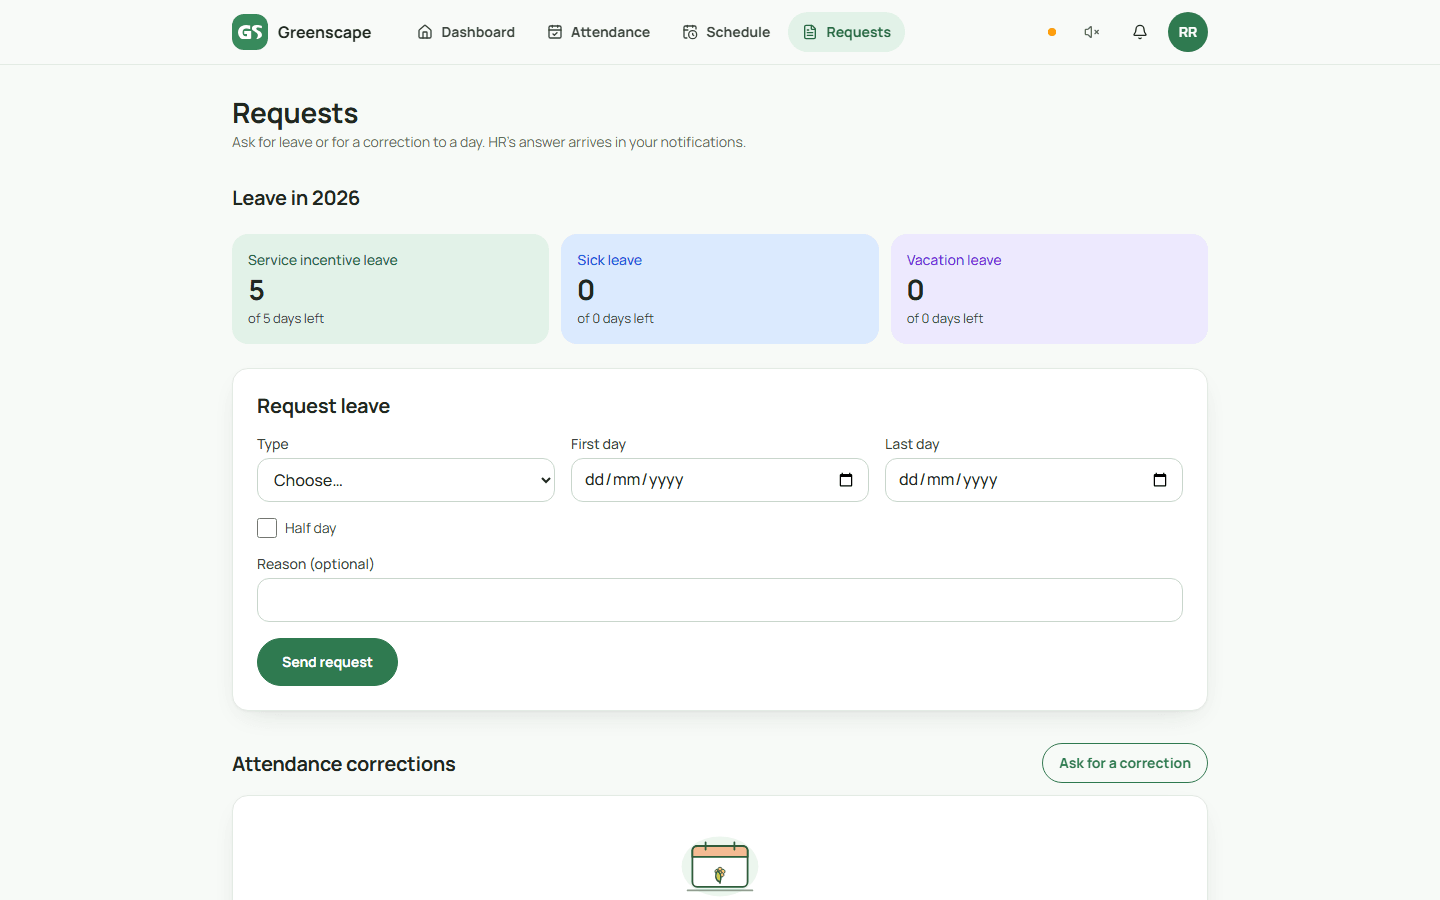 GS
Greenscape
Dashboard
Attendance
Schedule
Requests
RR
Requests
Ask for leave or for a correction to a day. HR's answer arrives in your notifications.
Leave in 2026
Service incentive leave
5
of 5 days left
Sick leave
0
of 0 days left
Vacation leave
0
of 0 days left
Request leave
Type
Choose...
First day
dd/mm/yyyy
Last day
dd/mm/yyyy
Half day
Reason (optional)
Send request
Attendance corrections
Ask for a correction